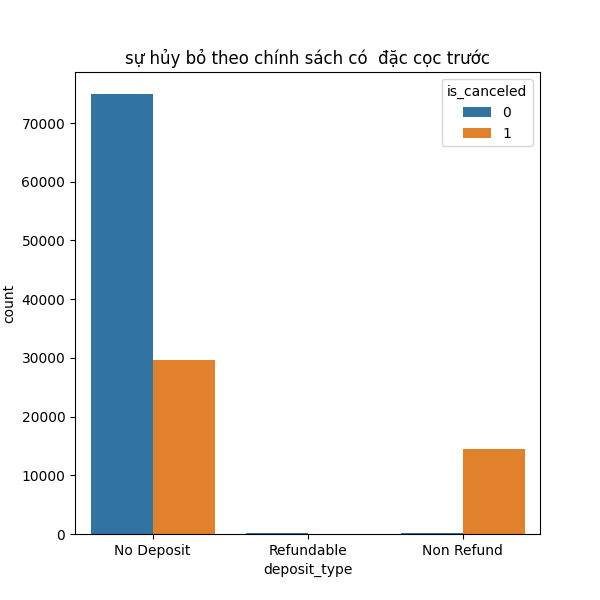 sự hủy bỏ theo chính sách có  đặc cọc trước
is_canceled
0
1
70000
60000
50000
40000
30000
20000
10000
0
count
No Deposit
Refundable
Non Refund
deposit_type